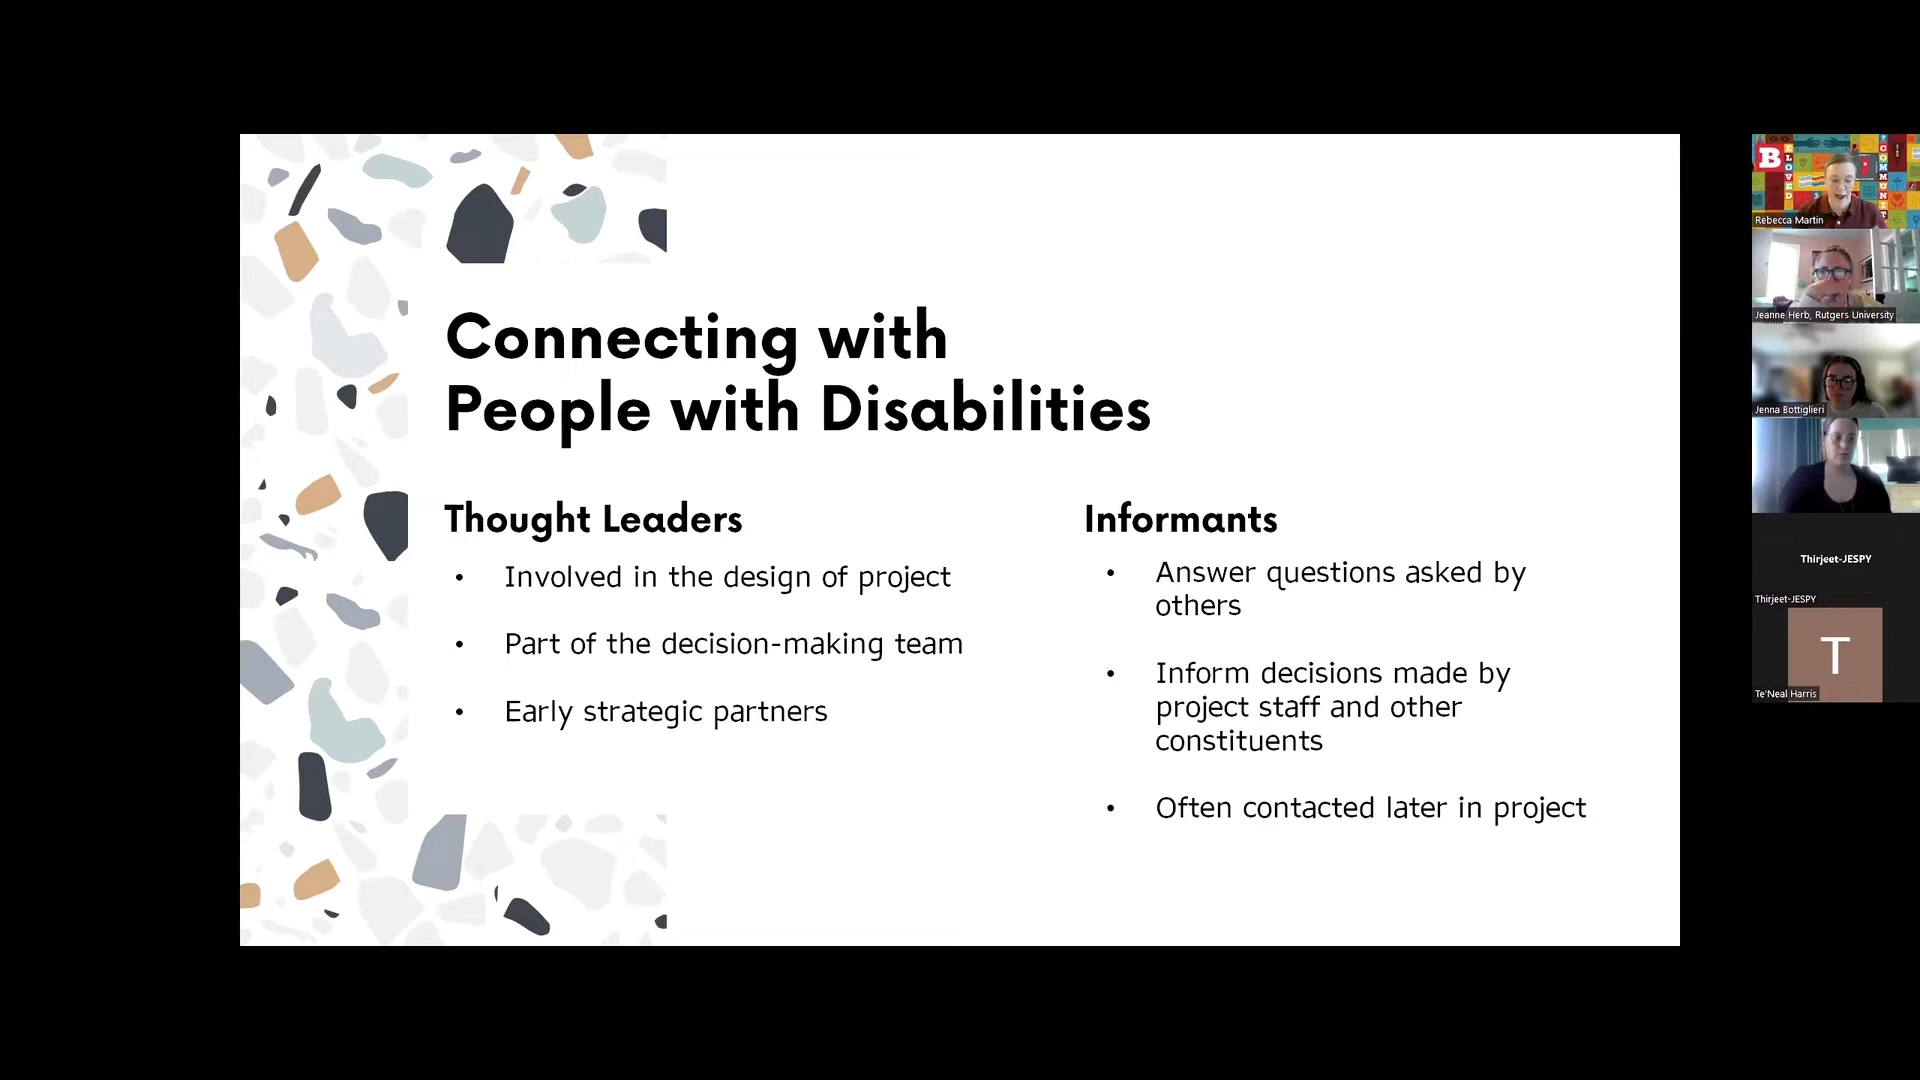 Connecting with
People with Disabilities
Thought Leaders
• Involved in the design of project
• Part of the decision-making team
• Early strategic partners
Informants
• Answer questions asked by
others
• Inform decisions made by
project staff and other
constituents
• Often contacted later in project
B
ELOVED
COMMUNIT
Rebecca Martin
Jeanne Herb, Rutgers University
Jenna Bottiglieri
Thirjeet-JESPY
Thirjeet-JESPY
T
Te'Neal Harris